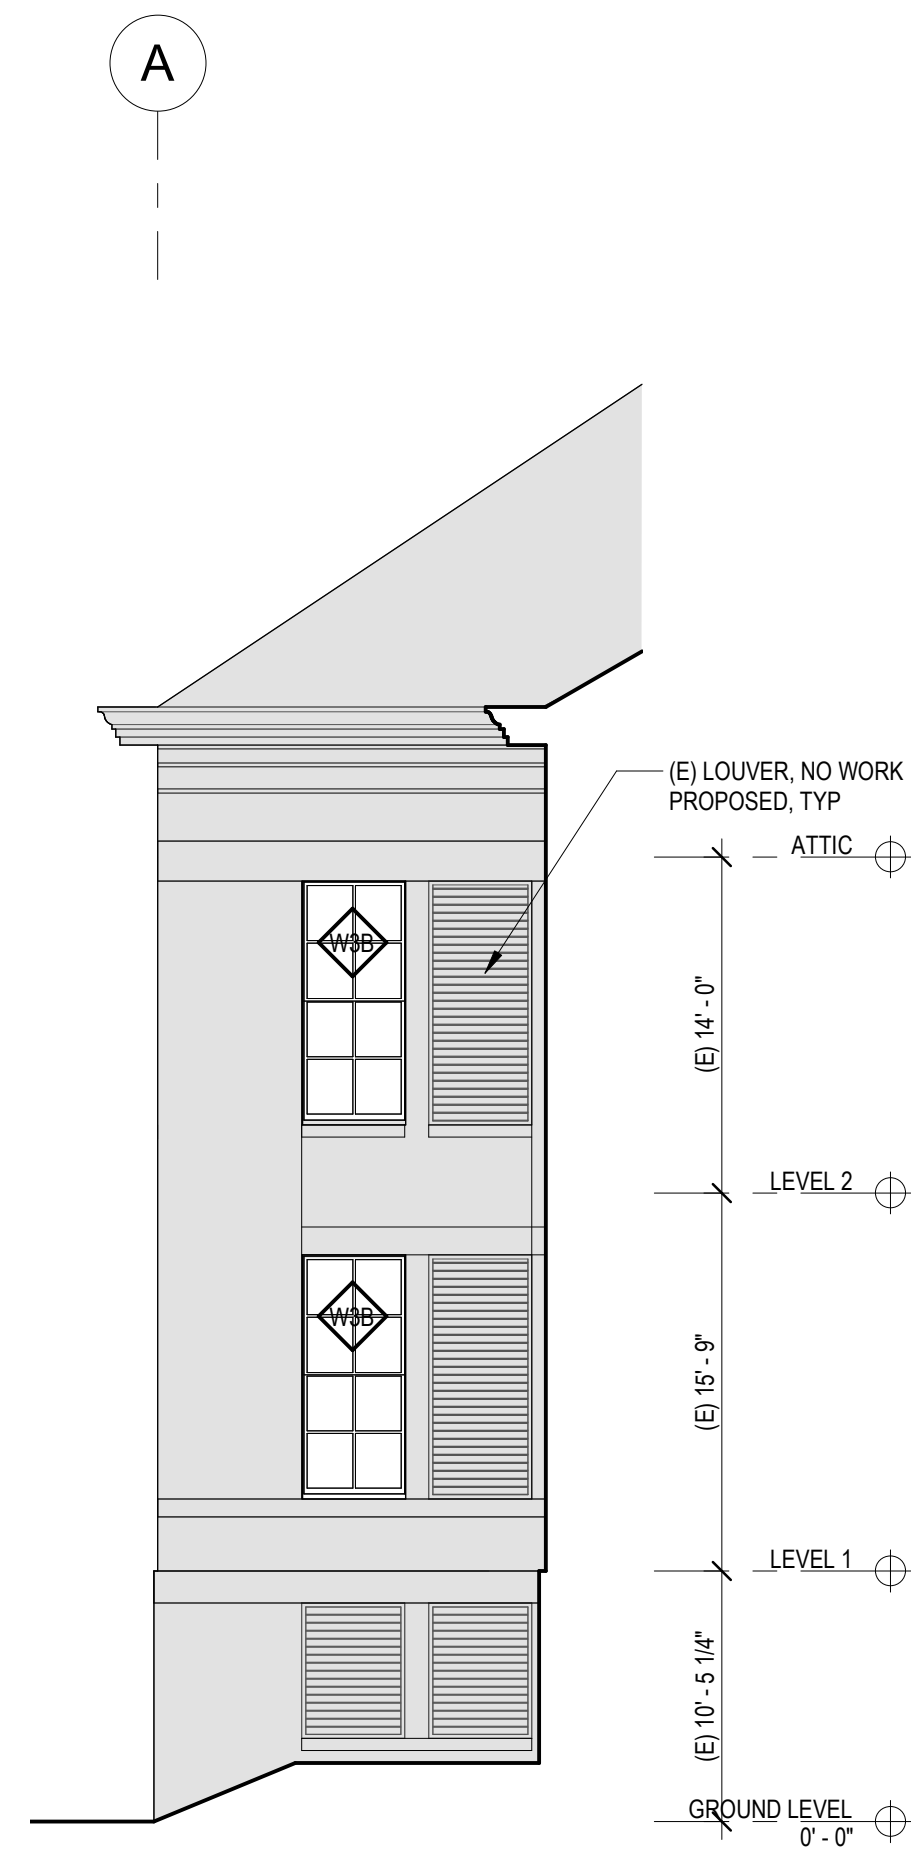 A
(E) LOUVER, NO WORK
PROPOSED, TYP
ATTIC
W3B
(E) 14' - 0"
LEVEL 2
W3B
(E) 15' - 9"
LEVEL 1
(E) 10' - 5 1/4"
GROUND LEVEL
0' - 0"